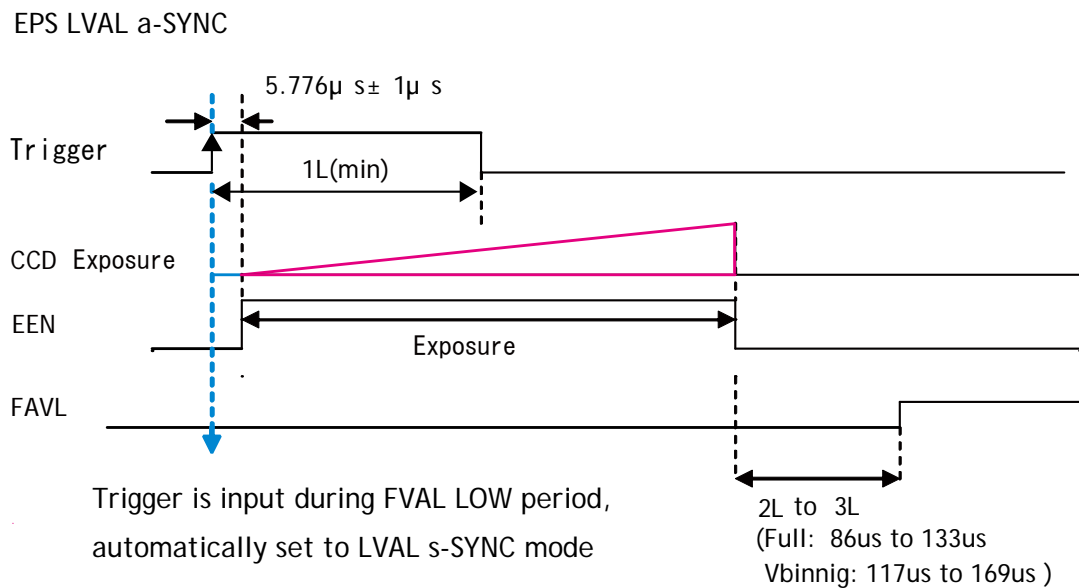 EPS LVAL a-SYNC
5.776μ s± 1μ s
Trigger
1L(min)
CCD Exposure
EEN
Exposure
FAVL
Trigger is input during FVAL LOW period,
automatically set to LVAL s-SYNC mode
2L to 3L
(Full: 86us to 133us
Vbinnig: 117us to 169us )